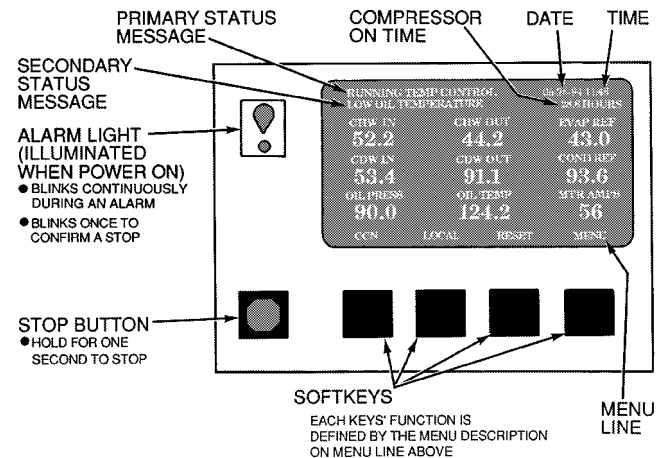 PRIMARY STATUS
MESSAGE
COMPRESSOR
ON TIME
DATE
TIME
SECONDARY
STATUS
MESSAGE
ALARM LIGHT
(ILLUMINATED
WHEN POWER ON)
● BLINKS CONTINUOUSLY
DURING AN ALARM
● BLINKS ONCE TO
CONFIRM A STOP
RUNNING TEMP CONTROL
LOW OIL TEMPERATURE
HOURS
CHW IN CHW OUT EVAP REF
52.2 44.2 43.0
CDW IN CDW OUT COND REF
53.4 91.1 93.6
OIL PRESS OIL TEMP MTR AMPS
90.0 124.2 56
CCN LOCAL RESET MENU
STOP BUTTON
● HOLD FOR ONE
SECOND TO STOP
SOFTKEYS
EACH KEYS' FUNCTION IS
DEFINED BY THE MENU DESCRIPTION
ON MENU LINE ABOVE
MENU
LINE